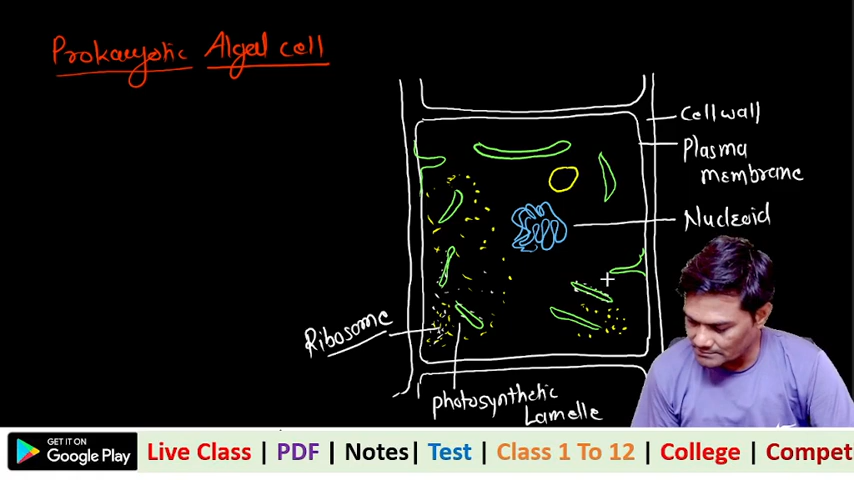 Prokaryotic Algal cell
Cell wall
Plasma
membrane
Nucleoid
Ribosome
photosynthetic
Lamelle
GET IT ON
Google Play
Live Class | PDF | Notes| Test | Class 1 To 12 | College | Compet